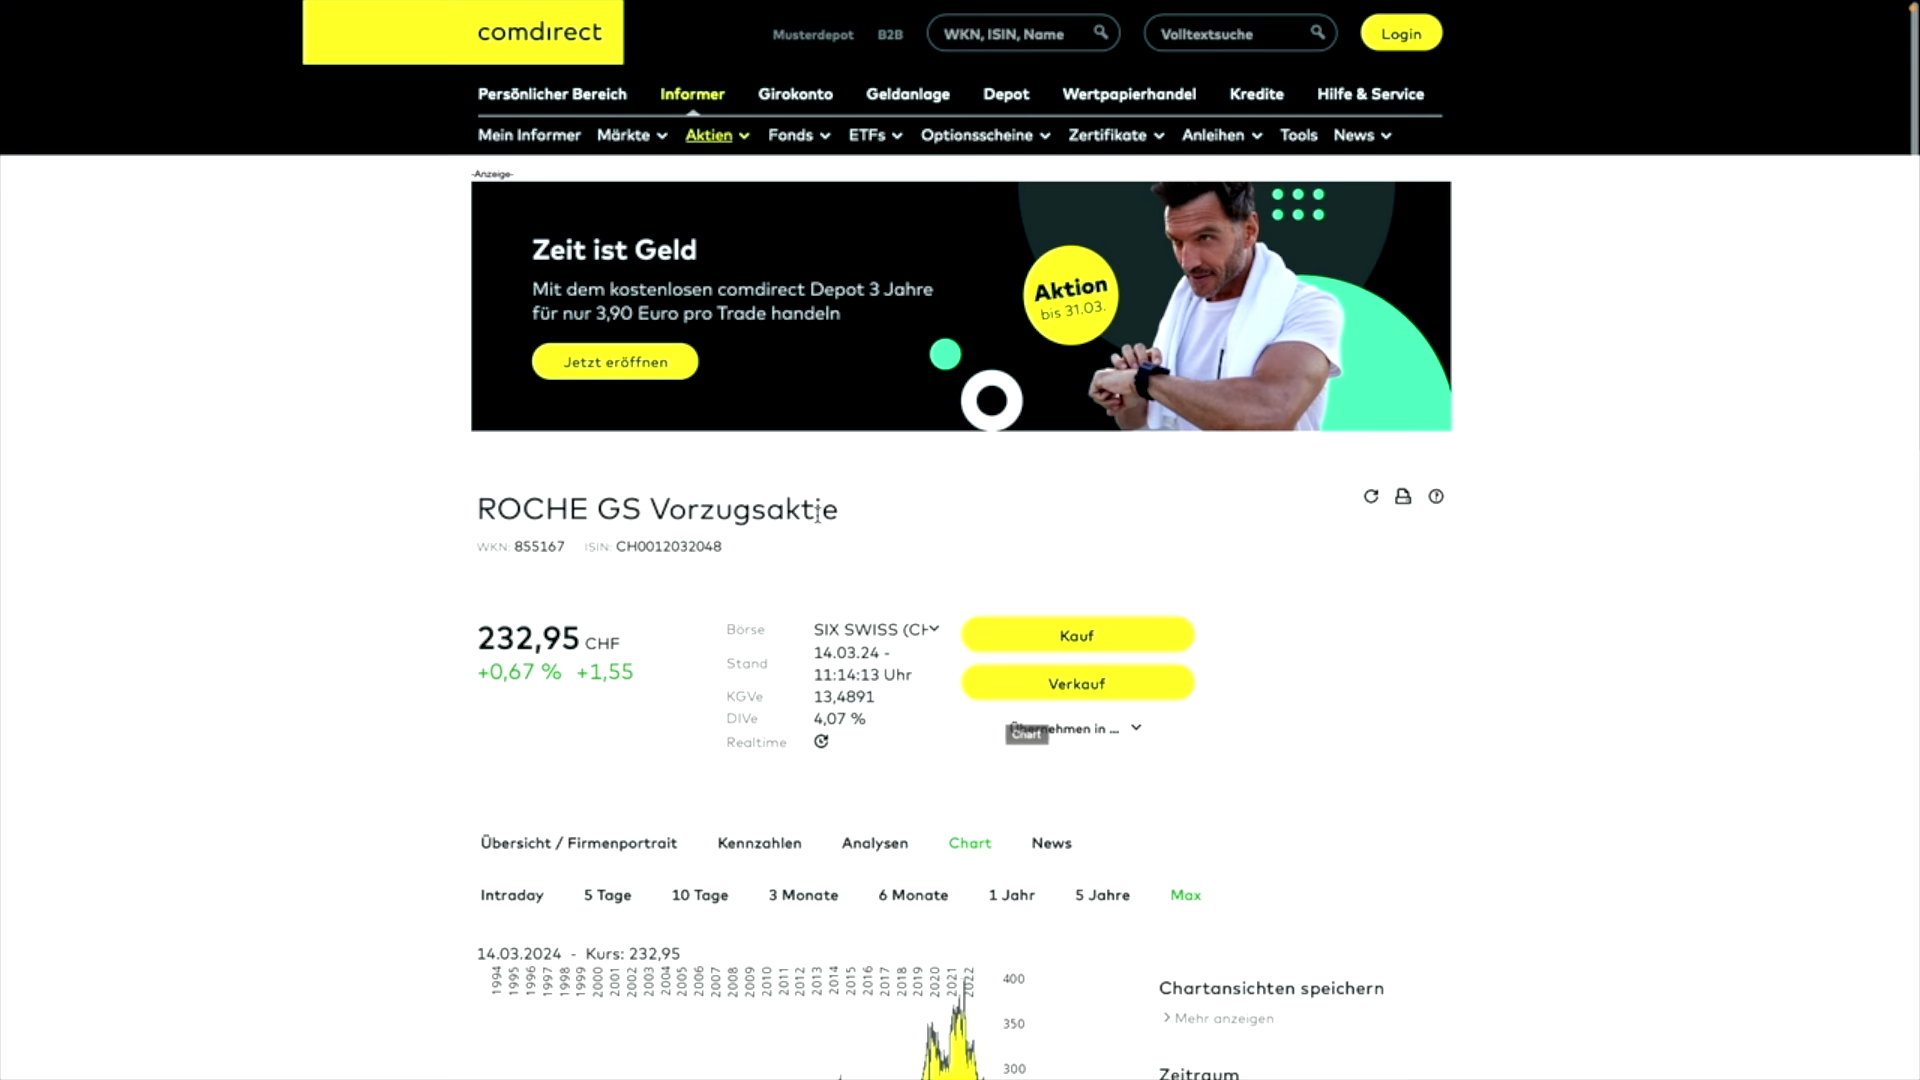 comdirect
Musterdepot B2B WKN, ISIN, Name Volltextsuche Login
Persönlicher Bereich Informer Girokonto Geldanlage Depot Wertpapierhandel Kredite Hilfe & Service
Mein Informer Märkte Aktien Fonds ETFs Optionsscheine Zertifikate Anleihen Tools News
-Anzeige-
Zeit ist Geld
Mit dem kostenlosen comdirect Depot 3 Jahre
für nur 3,90 Euro pro Trade handeln
Jetzt eröffnen
Aktion
bis 31.03.
ROCHE GS Vorzugsaktie
WKN: 855167 ISIN: CH0012032048
232,95 CHF
+0,67 % +1,55
Börse SIX SWISS (CH
Stand 14.03.24 -
11:14:13 Uhr
KGVe 13,4891
DIVe 4,07 %
Realtime
Kauf
Verkauf
Übernehmen in ...
Chart
Übersicht / Firmenportrait Kennzahlen Analysen Chart News
Intraday 5 Tage 10 Tage 3 Monate 6 Monate 1 Jahr 5 Jahre Max
14.03.2024 - Kurs: 232,95
1994 1995 1996 1997 1998 1999 2000 2001 2002 2003 2004 2005 2006 2007 2008 2009 2010 2011 2012 2013 2014 2015 2016 2017 2018 2019 2020 2021 2022
400
350
300
Chartansichten speichern
Mehr anzeigen
Zeitraum